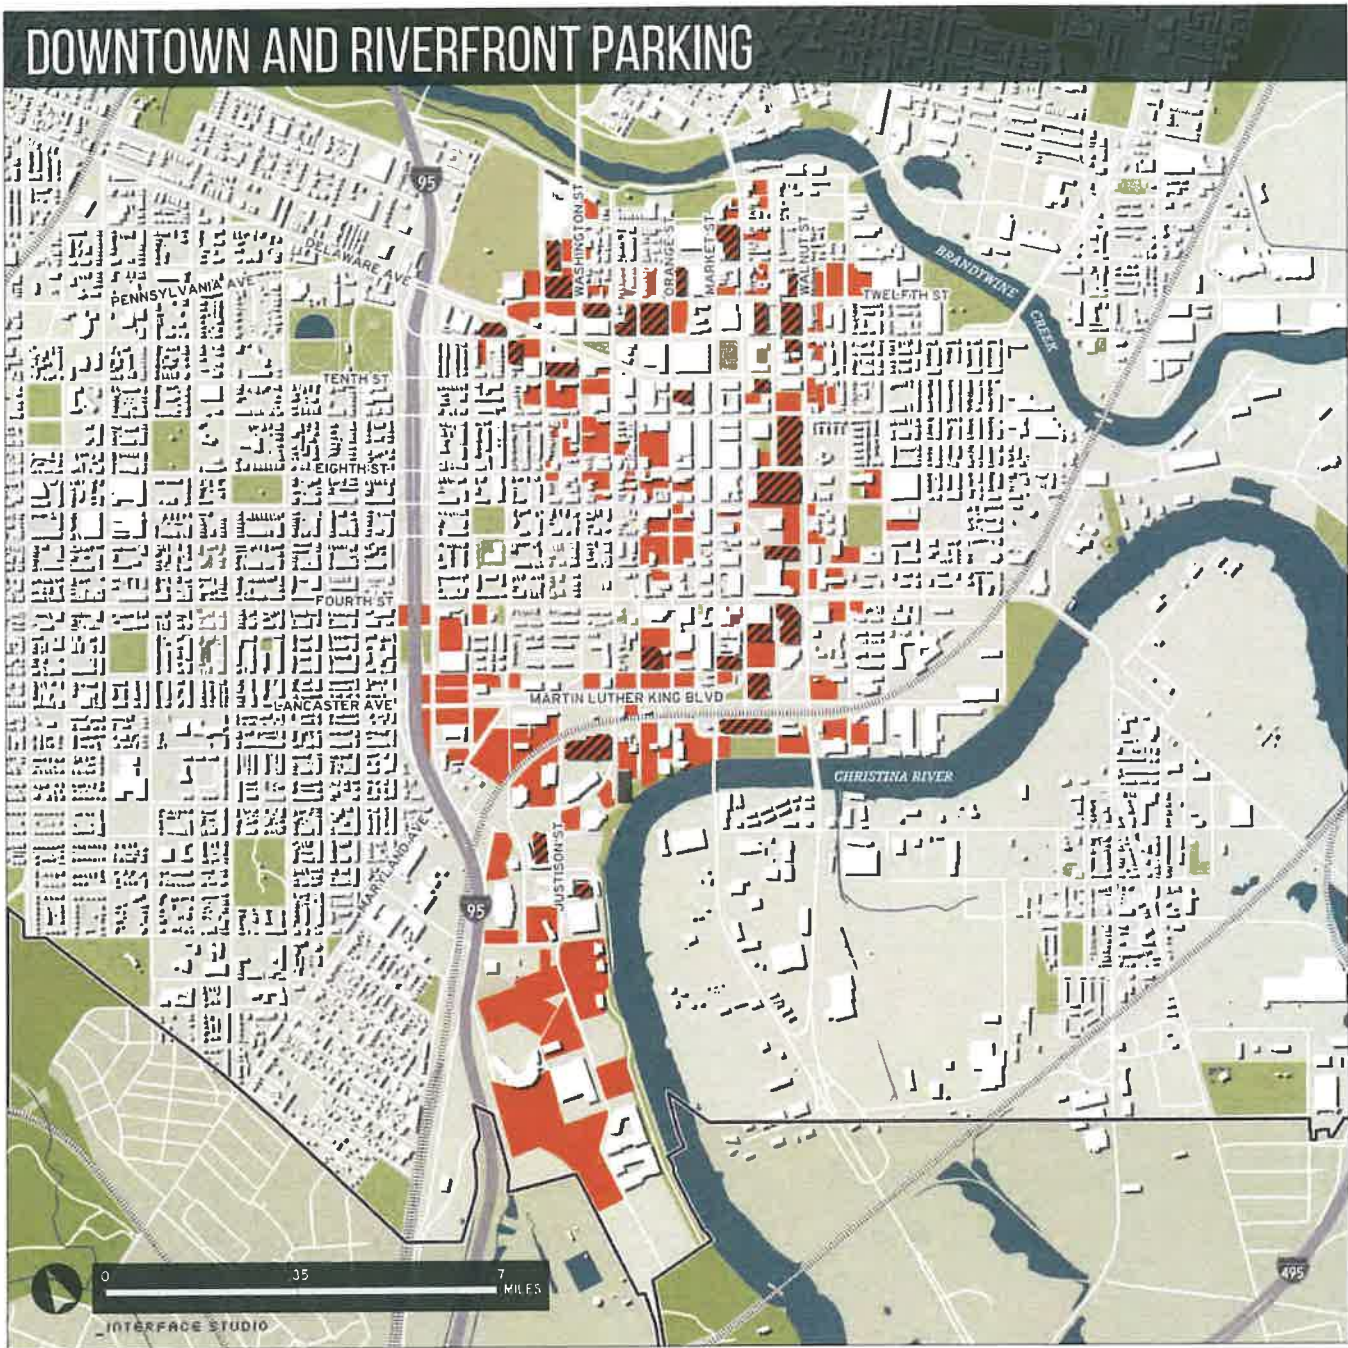 DOWNTOWN AND RIVERFRONT PARKING
95
WASHINGTON ST
ORANGE ST
MARKET ST
WALNUT ST
DELAWARE AVE
PENNSYLVANIA AVE
BRANDYWINE
CREEK
TWELFTH ST
TENTH ST
EIGHTH ST
FOURTH ST
MARTIN LUTHER KING BLVD
LANCASTER AVE
CHRISTINA RIVER
JUSTISON ST
MARYLAND AVE
95
495
0 .35 .7
MILES
_INTERFACE STUDIO